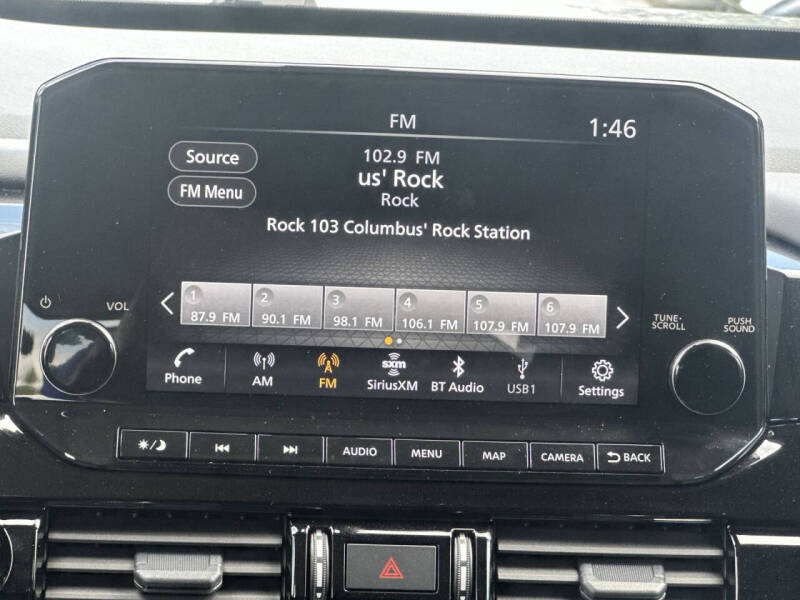 FM
1:46
Source
102.9 FM
us' Rock
FM Menu
Rock
Rock 103 Columbus' Rock Station
1 2 3 4 5 6
87.9 FM 90.1 FM 98.1 FM 106.1 FM 107.9 FM 107.9 FM
VOL
TUNE•
SCROLL
PUSH
SOUND
sxm
Phone AM FM SiriusXM BT Audio USB1 Settings
AUDIO MENU MAP CAMERA BACK